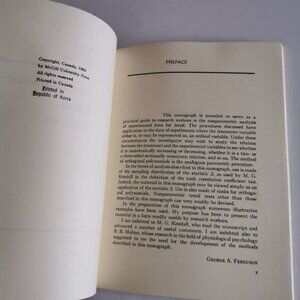 Copyright, Canada, 1965
by McGill University Press
All rights reserved
Printed in Canada
Printed in
Republic of Korea
PREFACE
This monograph is intended to serve as a
practical guide to research workers in the nonparametric analysis
of experimental data for trend. The procedures discussed have
application to the data of experiments where the treatment variable
either is, or may be regarded as, an ordinal variable. Under these
circumstances the investigator may wish to study the relation
between the treatment and the experimental variables to see whether
it is monotonically increasing or decreasing, whether it is a two or
a three-sectioned monotonic relation, and so on. The method
of orthogonal polynomials is the analogous parametric procedure.
In the forms of analysis described in this monograph, use is made
of the sampling distribution of the statistic S, as used by M. G.
Kendall in the definition of the rank correlation coefficient tau.
Indeed, the material in this monograph may be viewed simply as an
application of the statistic S. Use is also made of ranks for orthogo-
nal polynomials. Nonparametric trend tests other than those
described in this monograph can very readily be devised.
In the preparation of this monograph numerous illustrative
examples have been used. My purpose has been to present the
material in a form readily usable by research workers.
I am indebted to M. G. Kendall, who read the manuscript and
advanced a number of useful comments. I am indebted also to
R. B. Malmo, whose research in the field of physiological psychology
suggested to me the need for the development of the methods
described in this monograph.
GEORGE A. FERGUSON